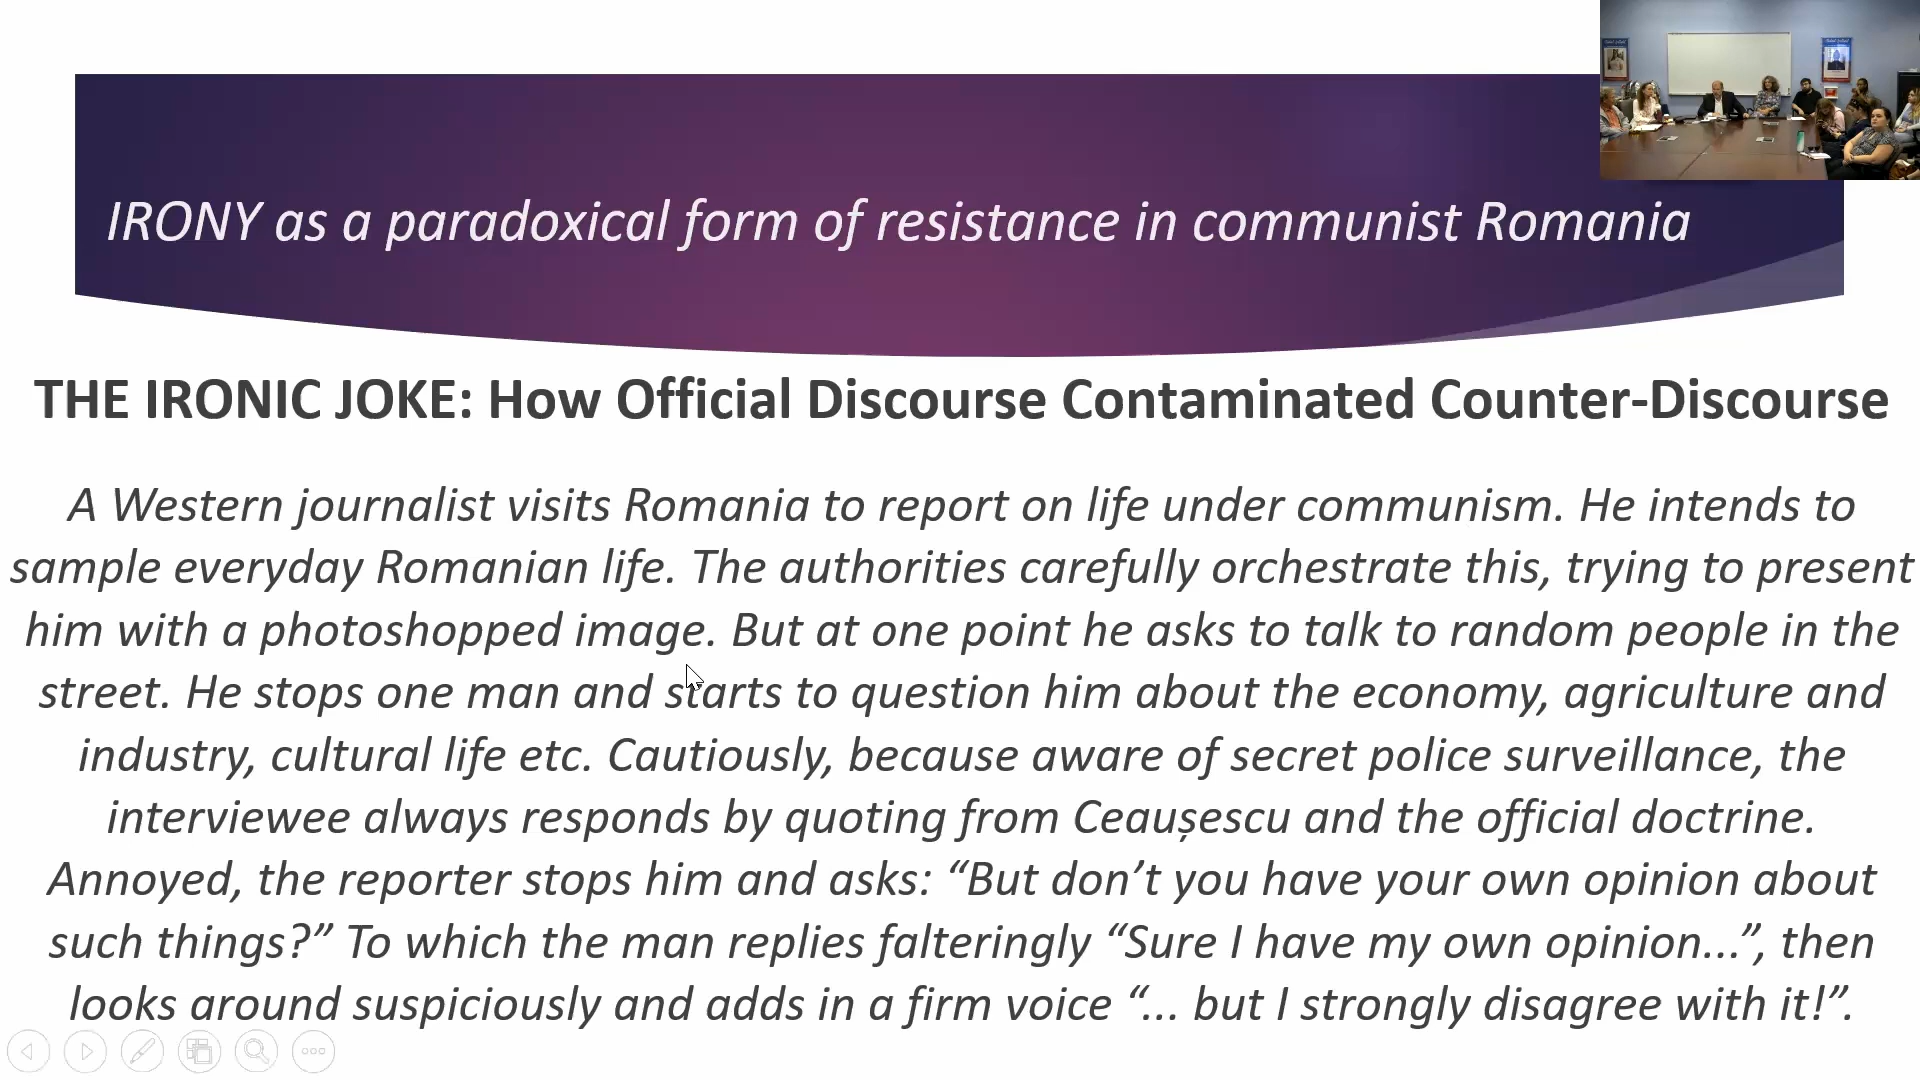 IRONY as a paradoxical form of resistance in communist Romania
THE IRONIC JOKE: How Official Discourse Contaminated Counter-Discourse
A Western journalist visits Romania to report on life under communism. He intends to
sample everyday Romanian life. The authorities carefully orchestrate this, trying to present
him with a photoshopped image. But at one point he asks to talk to random people in the
street. He stops one man and starts to question him about the economy, agriculture and
industry, cultural life etc. Cautiously, because aware of secret police surveillance, the
interviewee always responds by quoting from Ceaușescu and the official doctrine.
Annoyed, the reporter stops him and asks: “But don’t you have your own opinion about
such things?” To which the man replies falteringly “Sure I have my own opinion...”, then
looks around suspiciously and adds in a firm voice “... but I strongly disagree with it!”.